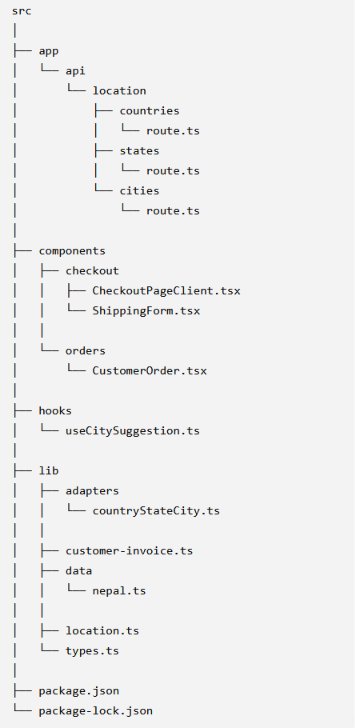 src
│
├── app
│   └── api
│       └── location
│           ├── countries
│           │   └── route.ts
│           ├── states
│           │   └── route.ts
│           └── cities
│               └── route.ts
│
├── components
│   ├── checkout
│   │   ├── CheckoutPageClient.tsx
│   │   └── ShippingForm.tsx
│   │
│   └── orders
│       └── CustomerOrder.tsx
│
├── hooks
│   └── useCitySuggestion.ts
│
├── lib
│   ├── adapters
│   │   └── countryStateCity.ts
│   │
│   ├── customer-invoice.ts
│   ├── data
│   │   └── nepal.ts
│   │
│   ├── location.ts
│   └── types.ts
│
├── package.json
└── package-lock.json